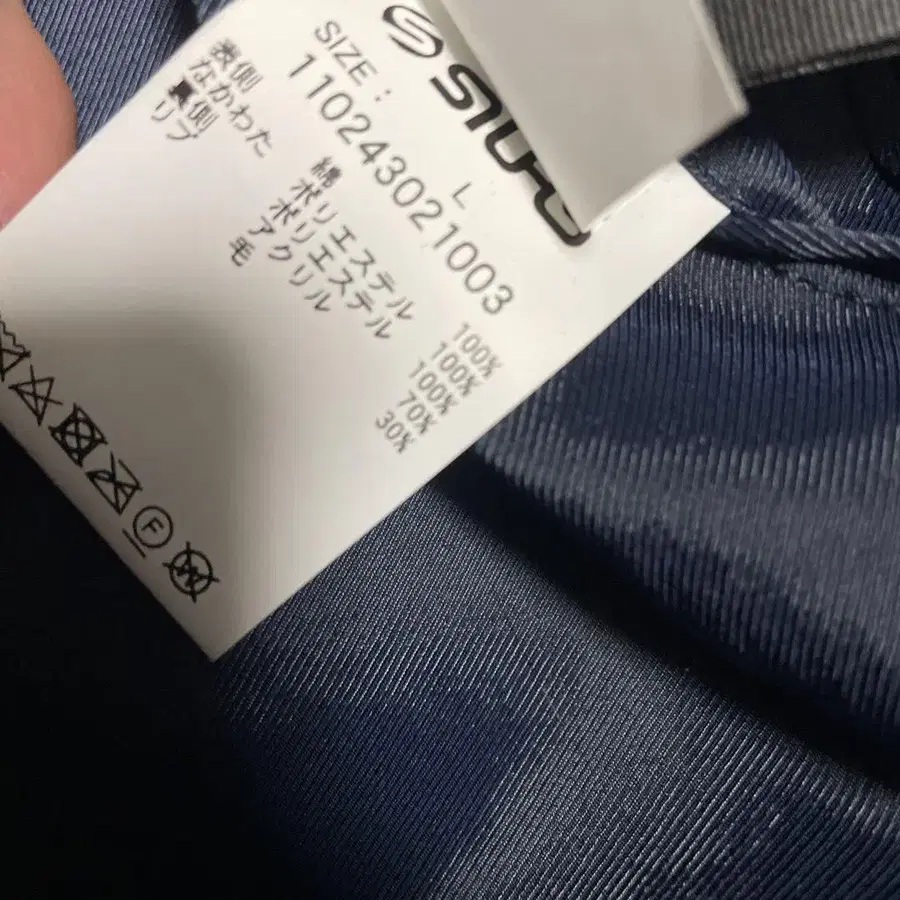 SIZE : L
110243021003
表側 綿 100%
なかわた ポリエステル 100%
裏側 ポリエステル 100%
リブ アクリル 70%
毛 30%
F
W